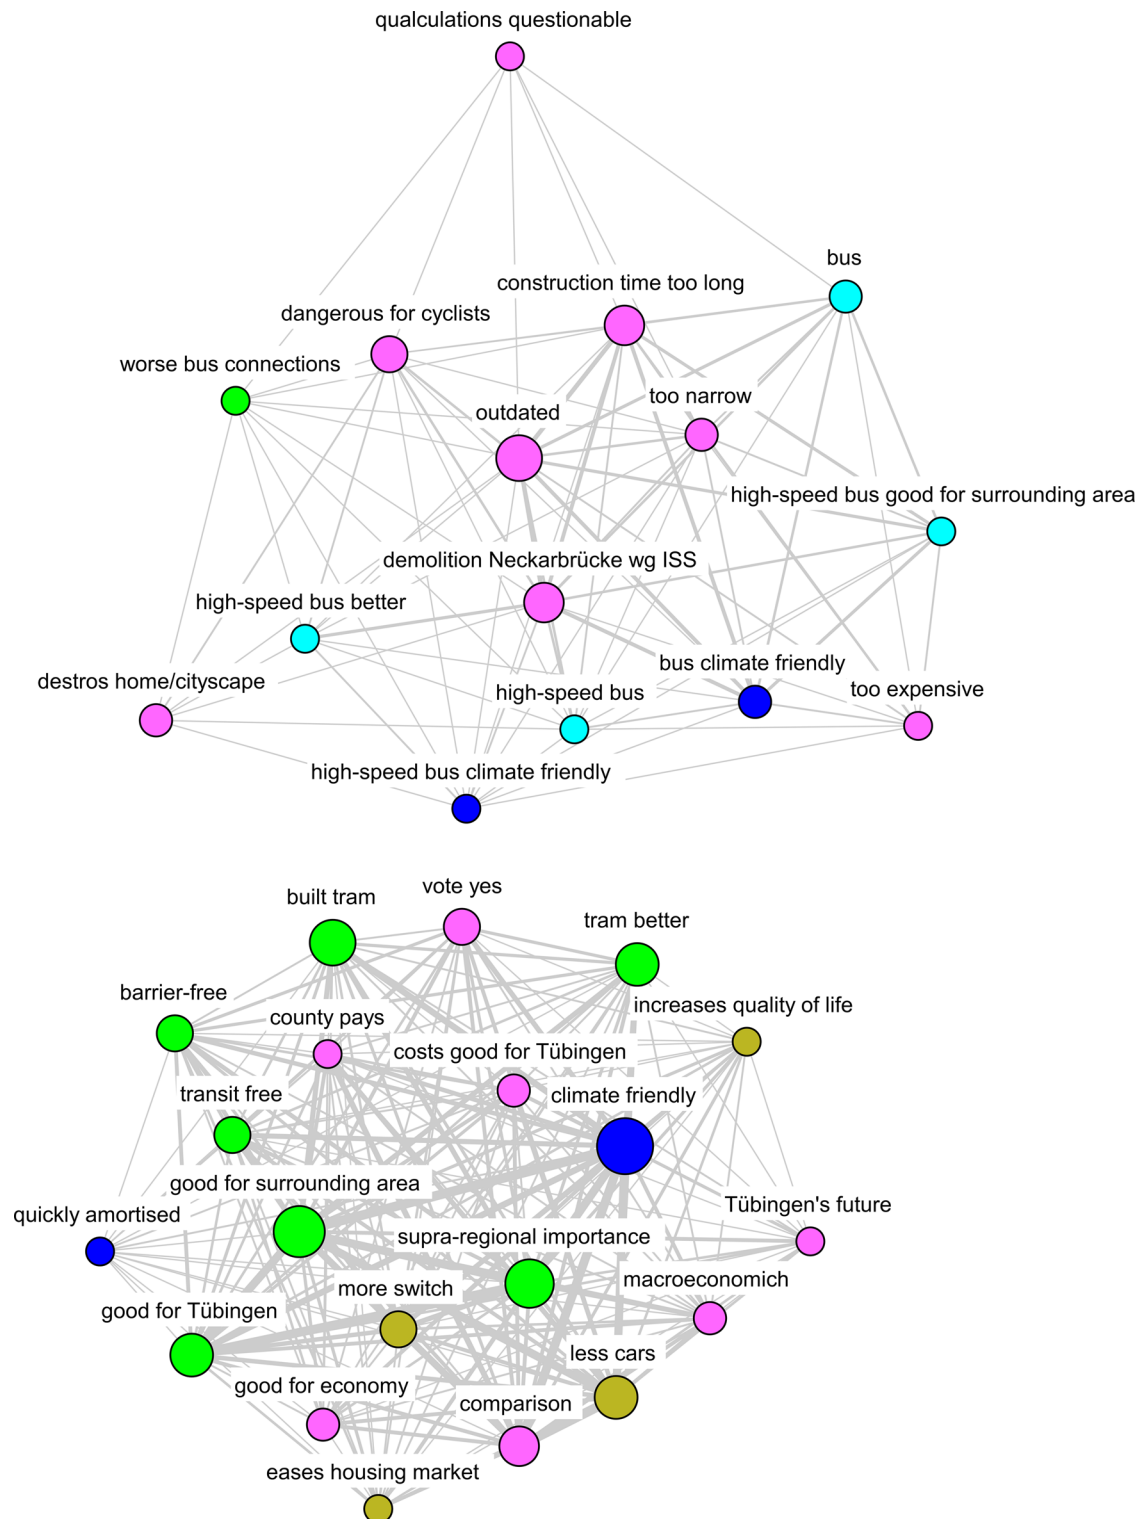 qualculations questionable
bus
construction time too long
dangerous for cyclists
worse bus connections
too narrow
outdated
high-speed bus good for surrounding area
demolition Neckarbrücke wg ISS
high-speed bus better
bus climate friendly
destros home/cityscape
high-speed bus
too expensive
high-speed bus climate friendly
vote yes
built tram
tram better
barrier-free
increases quality of life
county pays
costs good for Tübingen
transit free
climate friendly
good for surrounding area
Tübingen's future
quickly amortised
supra-regional importance
macroeconomich
more switch
good for Tübingen
less cars
good for economy
comparison
eases housing market